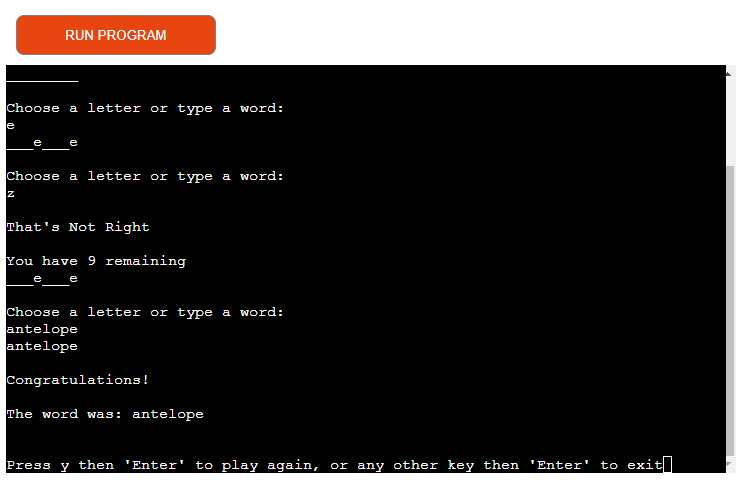 RUN PROGRAM
________
Choose a letter or type a word:
e
___e___e
Choose a letter or type a word:
z
That's Not Right
You have 9 remaining
___e___e
Choose a letter or type a word:
antelope
antelope
Congratulations!
The word was: antelope
Press y then 'Enter' to play again, or any other key then 'Enter' to exit